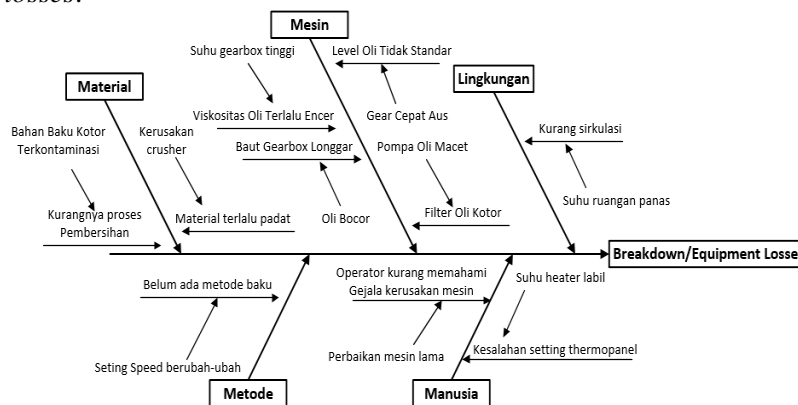 losses.
Mesin
Suhu gearbox tinggi
Level Oli Tidak Standar
Material
Lingkungan
Viskositas Oli Terlalu Encer
Gear Cepat Aus
Bahan Baku Kotor
Terkontaminasi
Kerusakan
crusher
Baut Gearbox Longgar
Pompa Oli Macet
Kurang sirkulasi
Suhu ruangan panas
Kurangnya proses
Pembersihan
Material terlalu padat
Oli Bocor
Filter Oli Kotor
Breakdown/Equipment Losse
Belum ada metode baku
Operator kurang memahami
Gejala kerusakan mesin
Suhu heater labil
Seting Speed berubah-ubah
Perbaikan mesin lama
Kesalahan setting thermopanel
Metode
Manusia